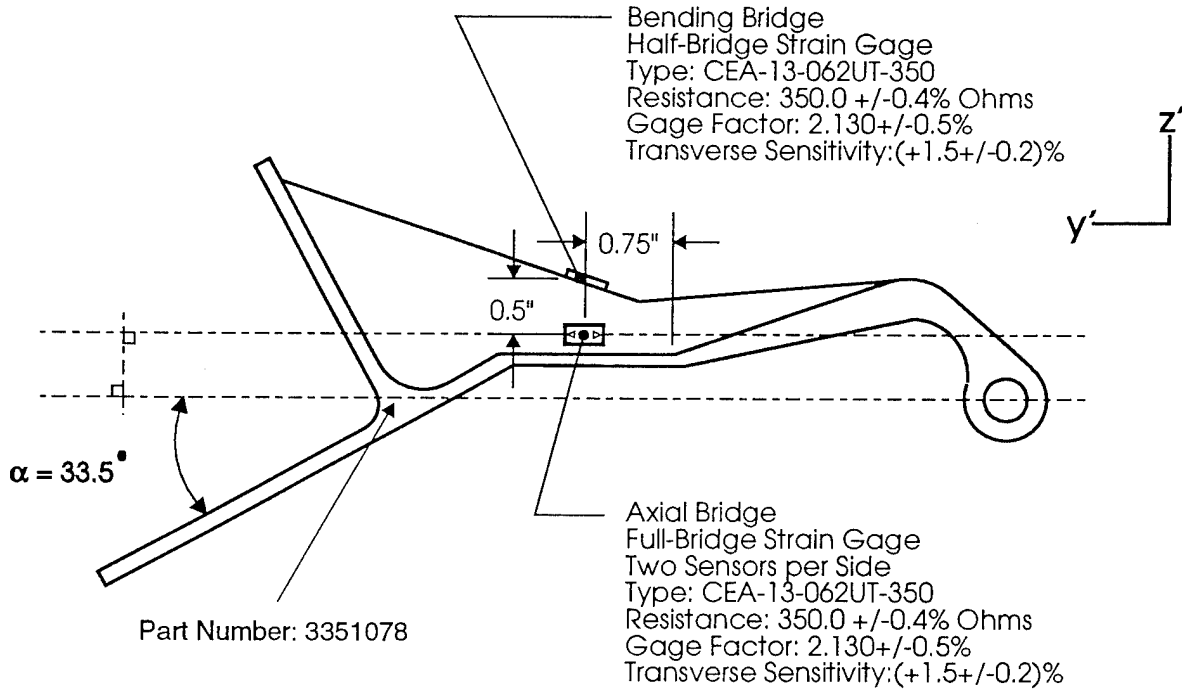 Bending Bridge
Half-Bridge Strain Gage
Type: CEA-13-062UT-350
Resistance: 350.0 +/-0.4% Ohms
Gage Factor: 2.130+/-0.5%
Transverse Sensitivity:(+1.5+/-0.2)%
z'
y'
0.75"
0.5"
α = 33.5°
Axial Bridge
Full-Bridge Strain Gage
Two Sensors per Side
Type: CEA-13-062UT-350
Resistance: 350.0 +/-0.4% Ohms
Gage Factor: 2.130+/-0.5%
Transverse Sensitivity:(+1.5+/-0.2)%
Part Number: 3351078